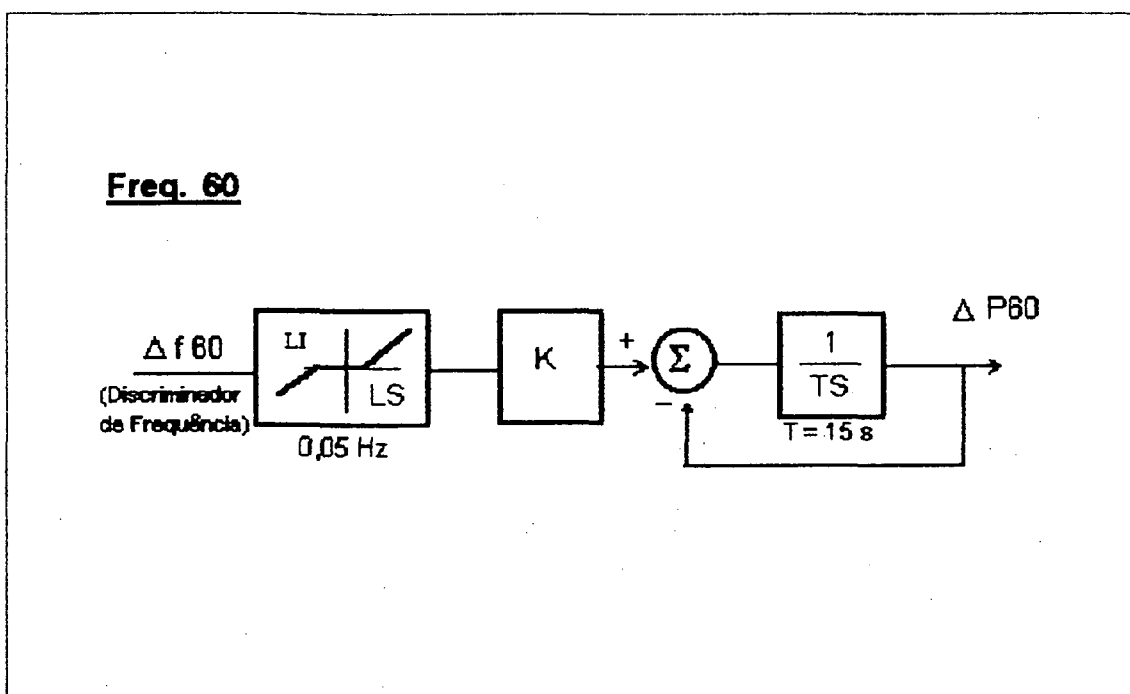 Freq. 60
Δ f 60
(Discriminador
de Frequência)
LI
LS
0,05 Hz
K
+
Σ
−
1
TS
T = 15 s
Δ P60